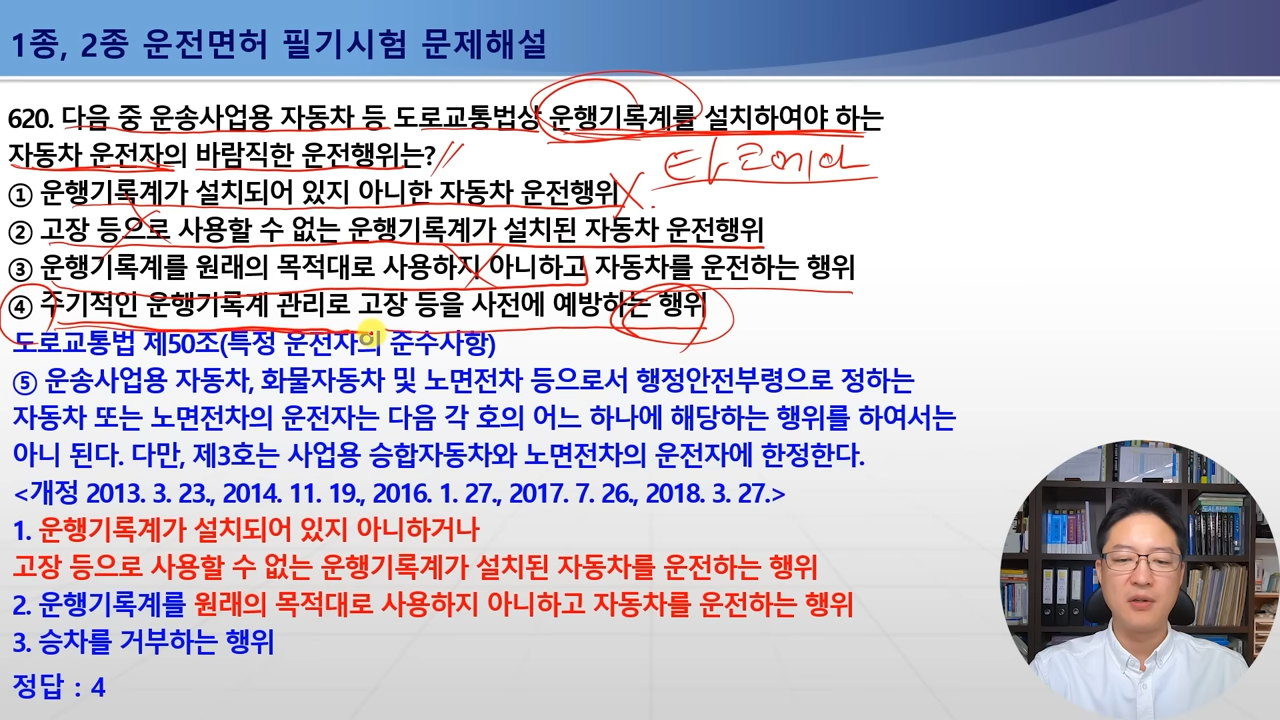 1종, 2종 운전면허 필기시험 문제해설
620. 다음 중 운송사업용 자동차 등 도로교통법상 운행기록계를 설치하여야 하는
자동차 운전자의 바람직한 운전행위는?
타코메타
① 운행기록계가 설치되어 있지 아니한 자동차 운전행위
② 고장 등으로 사용할 수 없는 운행기록계가 설치된 자동차 운전행위
③ 운행기록계를 원래의 목적대로 사용하지 아니하고 자동차를 운전하는 행위
④ 주기적인 운행기록계 관리로 고장 등을 사전에 예방하는 행위
도로교통법 제50조(특정 운전자의 준수사항)
⑤ 운송사업용 자동차, 화물자동차 및 노면전차 등으로서 행정안전부령으로 정하는
자동차 또는 노면전차의 운전자는 다음 각 호의 어느 하나에 해당하는 행위를 하여서는
아니 된다. 다만, 제3호는 사업용 승합자동차와 노면전차의 운전자에 한정한다.
<개정 2013. 3. 23., 2014. 11. 19., 2016. 1. 27., 2017. 7. 26., 2018. 3. 27.>
1. 운행기록계가 설치되어 있지 아니하거나
고장 등으로 사용할 수 없는 운행기록계가 설치된 자동차를 운전하는 행위
2. 운행기록계를 원래의 목적대로 사용하지 아니하고 자동차를 운전하는 행위
3. 승차를 거부하는 행위
정답 : 4